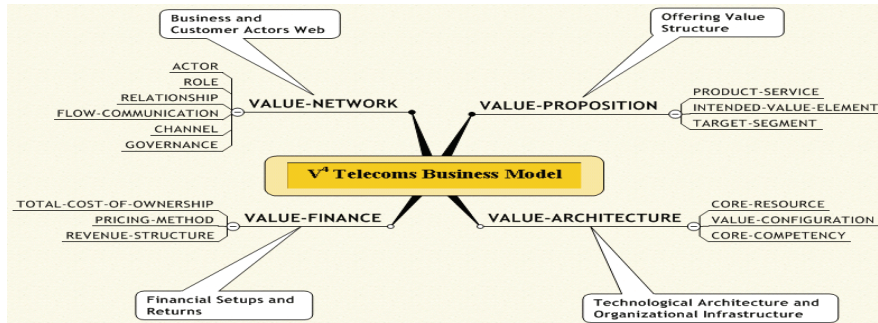 Business and
Customer Actors Web
Offering Value
Structure
ACTOR
ROLE
RELATIONSHIP
FLOW-COMMUNICATION
CHANNEL
GOVERNANCE
VALUE-NETWORK
VALUE-PROPOSITION
PRODUCT-SERVICE
INTENDED-VALUE-ELEMENT
TARGET-SEGMENT
V⁴ Telecoms Business Model
TOTAL-COST-OF-OWNERSHIP
PRICING-METHOD
REVENUE-STRUCTURE
VALUE-FINANCE
VALUE-ARCHITECTURE
CORE-RESOURCE
VALUE-CONFIGURATION
CORE-COMPETENCY
Financial Setups and
Returns
Technological Architecture and
Organizational Infrastructure